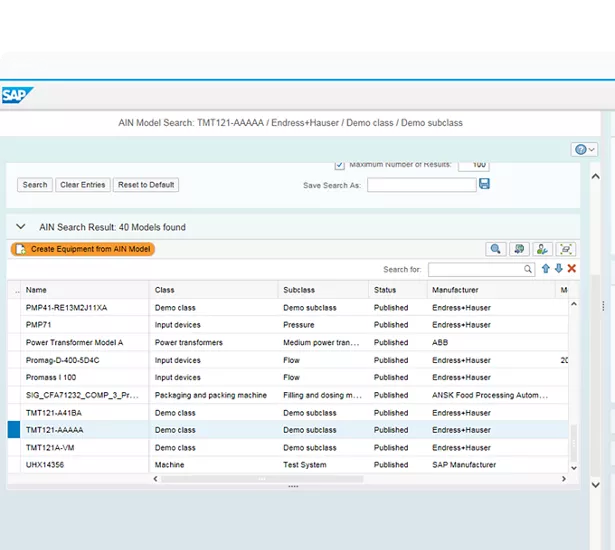 SAP
AIN Model Search: TMT121-AAAAA / Endress+Hauser / Demo class / Demo subclass
Maximum Number of Results: 100
Search Clear Entries Reset to Default Save Search As:
AIN Search Result: 40 Models found
Create Equipment from AIN Model
Search for:
.. Name Class Subclass Status Manufacturer M
PMP41-RE13M2J11XA Demo class Demo subclass Published Endress+Hauser
PMP71 Input devices Pressure Published Endress+Hauser
Power Transformer Model A Power transformers Medium power tran... Published ABB
Promag-D-400-5D4C Input devices Flow Published Endress+Hauser 20
Promass I 100 Input devices Flow Published Endress+Hauser
SIG_CFA71232_COMP_3_Pr... Packaging and packing machine Filling and dosing m... Published ANSK Food Processing Autom...
TMT121-A41BA Demo class Demo subclass Published Endress+Hauser
TMT121-AAAAA Demo class Demo subclass Published Endress+Hauser
TMT121A-VM Demo class Demo subclass Published Endress+Hauser
UHX14356 Machine Test System Published SAP Manufacturer